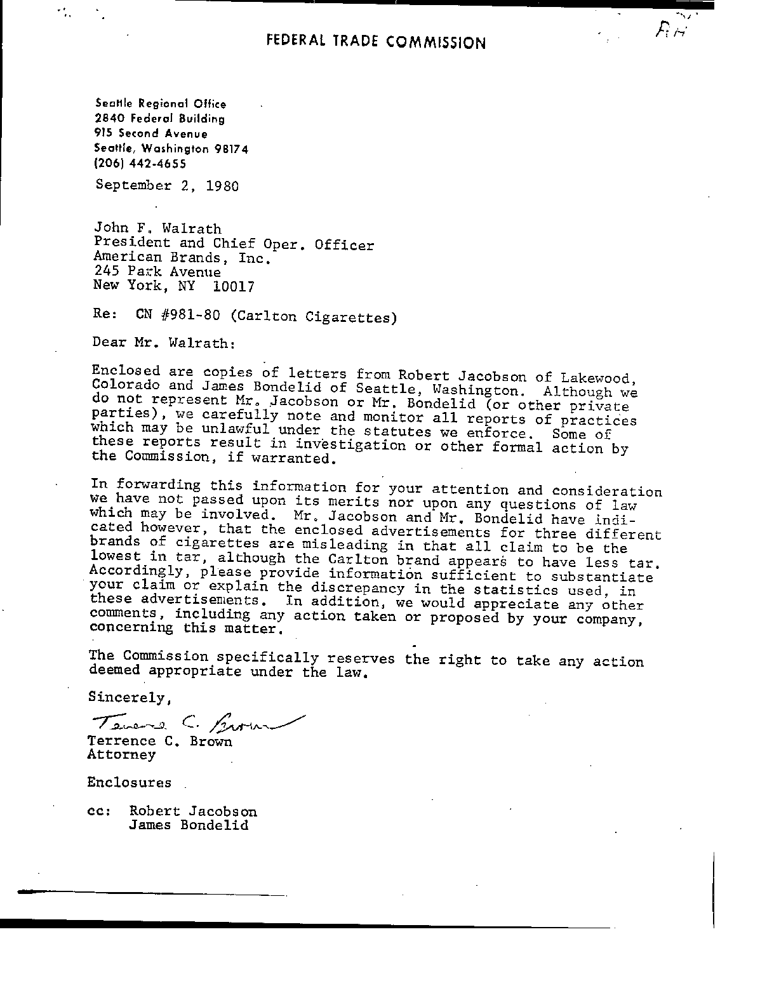 FEDERAL TRADE COMMISSION
Seattle Regional Office
2840 Federal Building
915 Second Avenue
Seattle, Washington 98174
(206) 442-4655
September 2, 1980
John F. Walrath
President and Chief Oper. Officer
American Brands, Inc.
245 Park Avenue
New York, NY 10017
Re: CN #981-80 (Carlton Cigarettes)
Dear Mr. Walrath:
Enclosed are copies of letters from Robert Jacobson of Lakewood,
Colorado and James Bondelid of Seattle, Washington. Although we
do not represent Mr. Jacobson or Mr. Bondelid (or other private
parties), we carefully note and monitor all reports of practices
which may be unlawful under the statutes we enforce. Some of
these reports result in investigation or other formal action by
the Commission, if warranted.
In forwarding this information for your attention and consideration
we have not passed upon its merits nor upon any questions of law
which may be involved. Mr. Jacobson and Mr. Bondelid have indi-
cated however, that the enclosed advertisements for three different
brands of cigarettes are misleading in that all claim to be the
lowest in tar, although the Carlton brand appears to have less tar.
Accordingly, please provide information sufficient to substantiate
your claim or explain the discrepancy in the statistics used, in
these advertisements. In addition, we would appreciate any other
comments, including any action taken or proposed by your company,
concerning this matter.
The Commission specifically reserves the right to take any action
deemed appropriate under the law.
Sincerely,
Terrence C. Brown
Terrence C. Brown
Attorney
Enclosures
cc: Robert Jacobson
James Bondelid